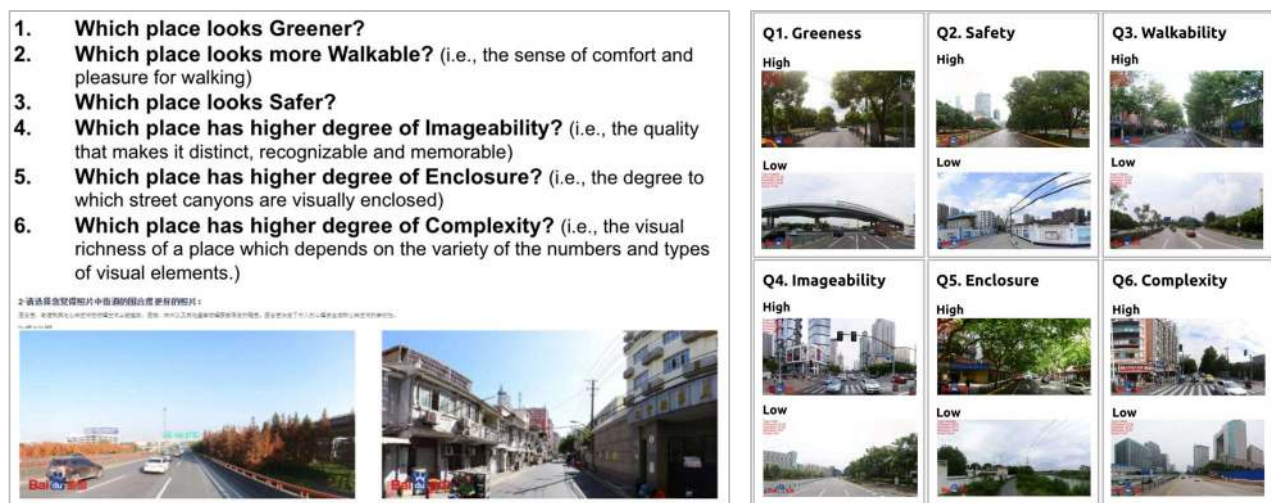 1. Which place looks Greener?
2. Which place looks more Walkable? (i.e., the sense of comfort and
pleasure for walking)
3. Which place looks Safer?
4. Which place has higher degree of Imageability? (i.e., the quality
that makes it distinct, recognizable and memorable)
5. Which place has higher degree of Enclosure? (i.e., the degree to
which street canyons are visually enclosed)
6. Which place has higher degree of Complexity? (i.e., the visual
richness of a place which depends on the variety of the numbers and types
of visual elements.)
Bai du
Bai du
Q1. Greeness
High
Low
Q2. Safety
High
Low
Q3. Walkability
High
Low
Q4. Imageability
High
Low
Q5. Enclosure
High
Low
Q6. Complexity
High
Low